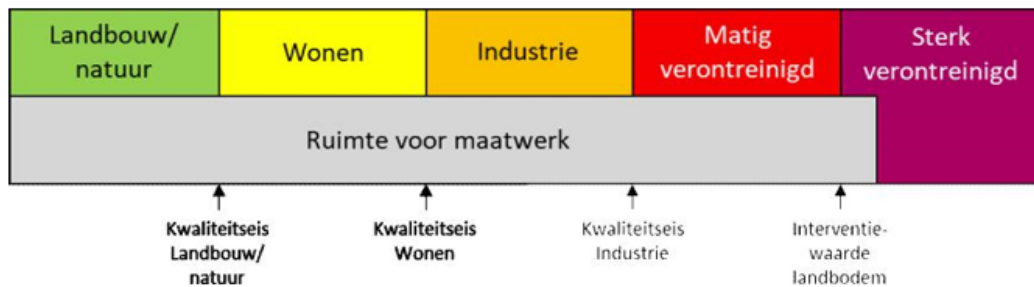 Landbouw/
natuur
Wonen
Industrie
Matig
verontreinigd
Sterk
verontreinigd
Ruimte voor maatwerk
Kwaliteitseis
Landbouw/
natuur
Kwaliteitseis
Wonen
Kwaliteitseis
Industrie
Interventie-
waarde
landbodem